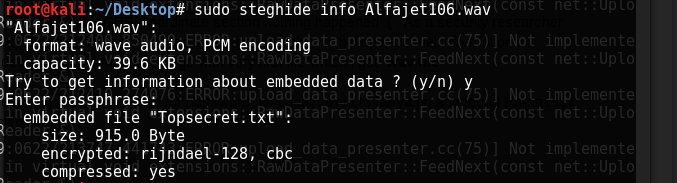 root@kali:~/Desktop# sudo steghide info Alfajet106.wav
"Alfajet106.wav":
format: wave audio, PCM encoding
capacity: 39.6 KB
Try to get information about embedded data ? (y/n) y
Enter passphrase:
embedded file "Topsecret.txt":
size: 915.0 Byte
encrypted: rijndael-128, cbc
compressed: yes